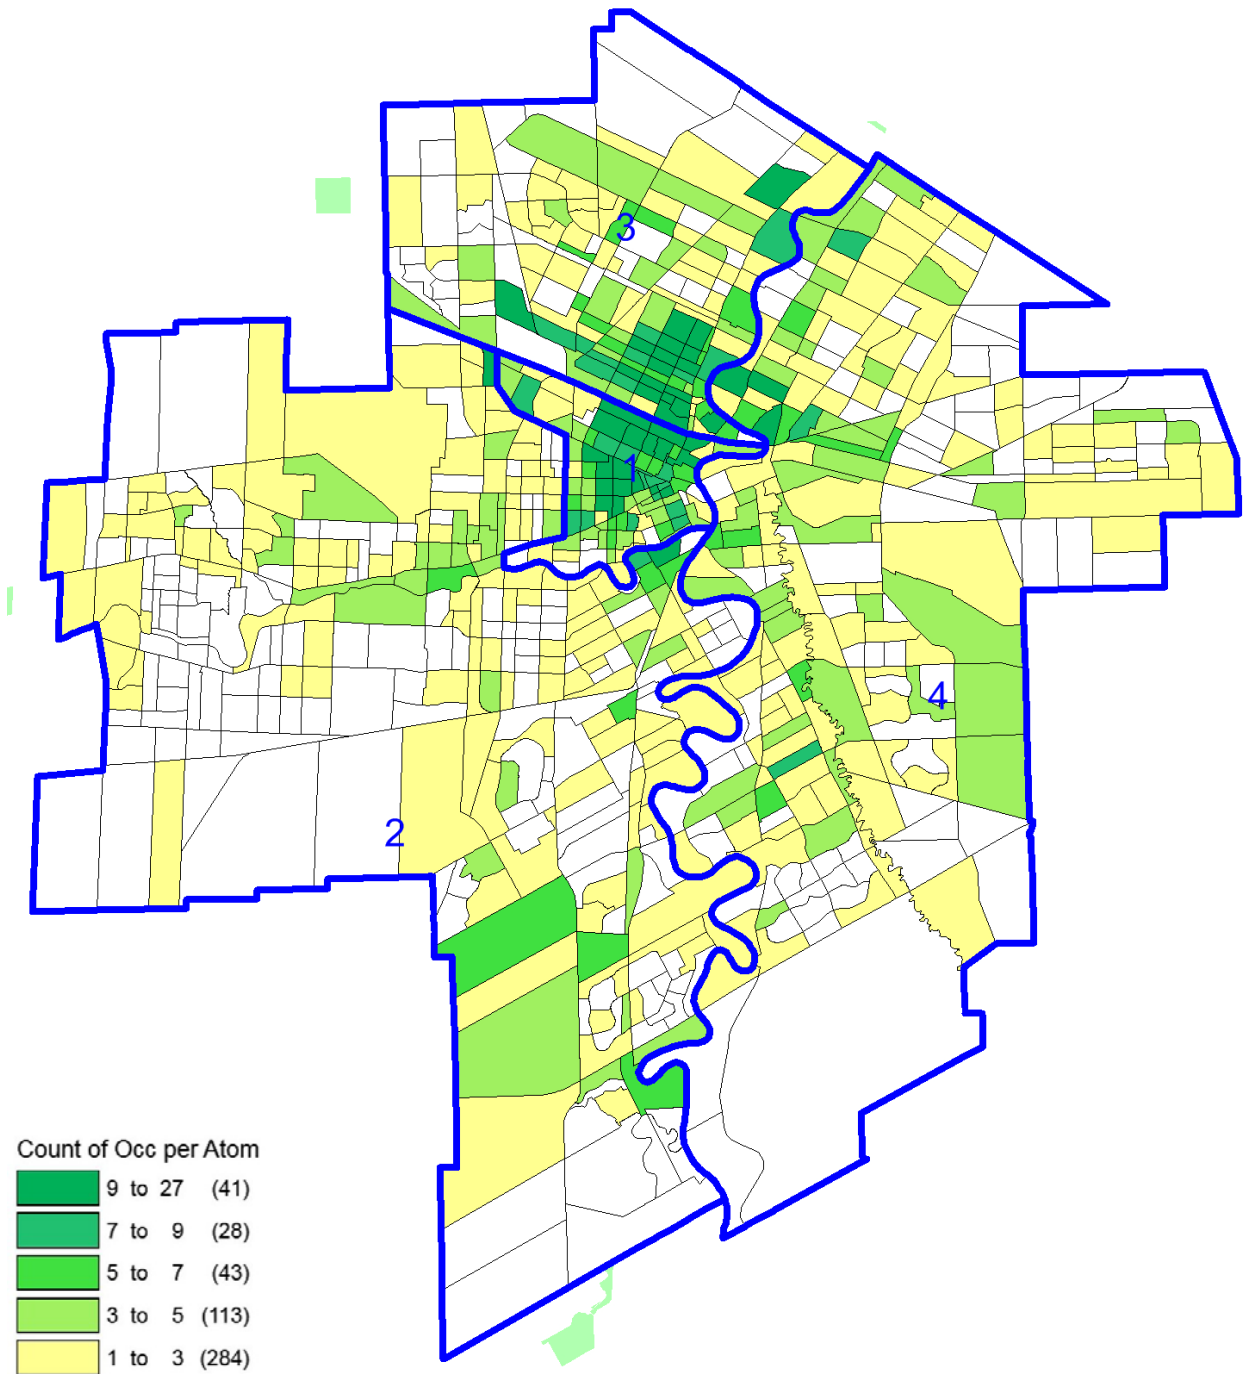 3
1
4
2
Count of Occ per Atom
9 to 27 (41)
7 to 9 (28)
5 to 7 (43)
3 to 5 (113)
1 to 3 (284)